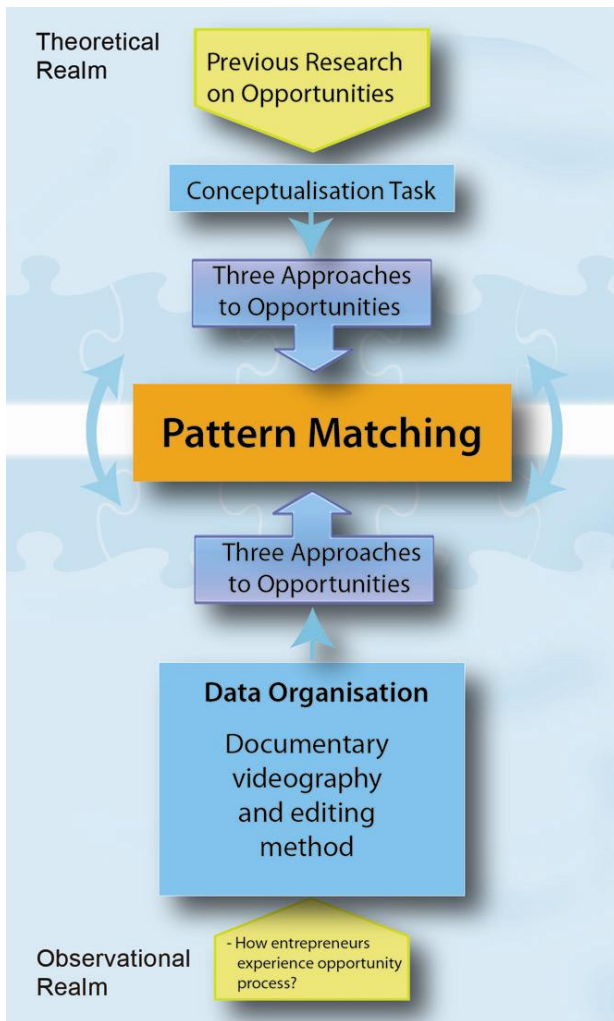 Theoretical
Realm
Previous Research
on Opportunities
Conceptualisation Task
Three Approaches
to Opportunities
Pattern Matching
Three Approaches
to Opportunities
Data Organisation
Documentary
videography
and editing
method
- How entrepreneurs
experience opportunity
process?
Observational
Realm